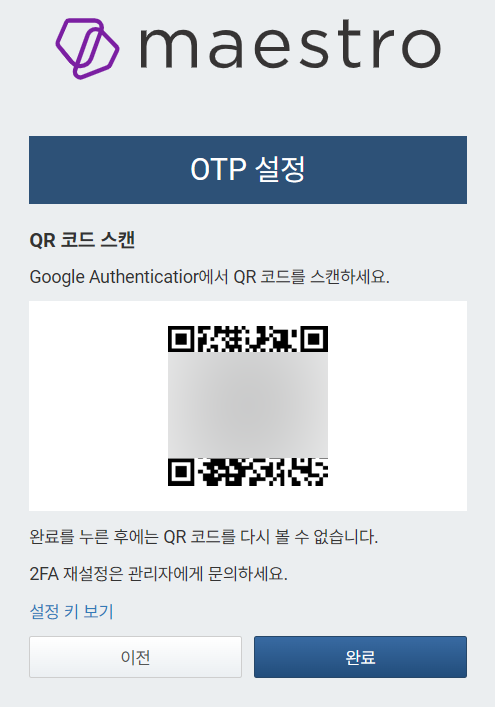 maestro
OTP 설정
QR 코드 스캔
Google Authenticatior에서 QR 코드를 스캔하세요.
완료를 누른 후에는 QR 코드를 다시 볼 수 없습니다.
2FA 재설정은 관리자에게 문의하세요.
설정 키 보기
이전
완료